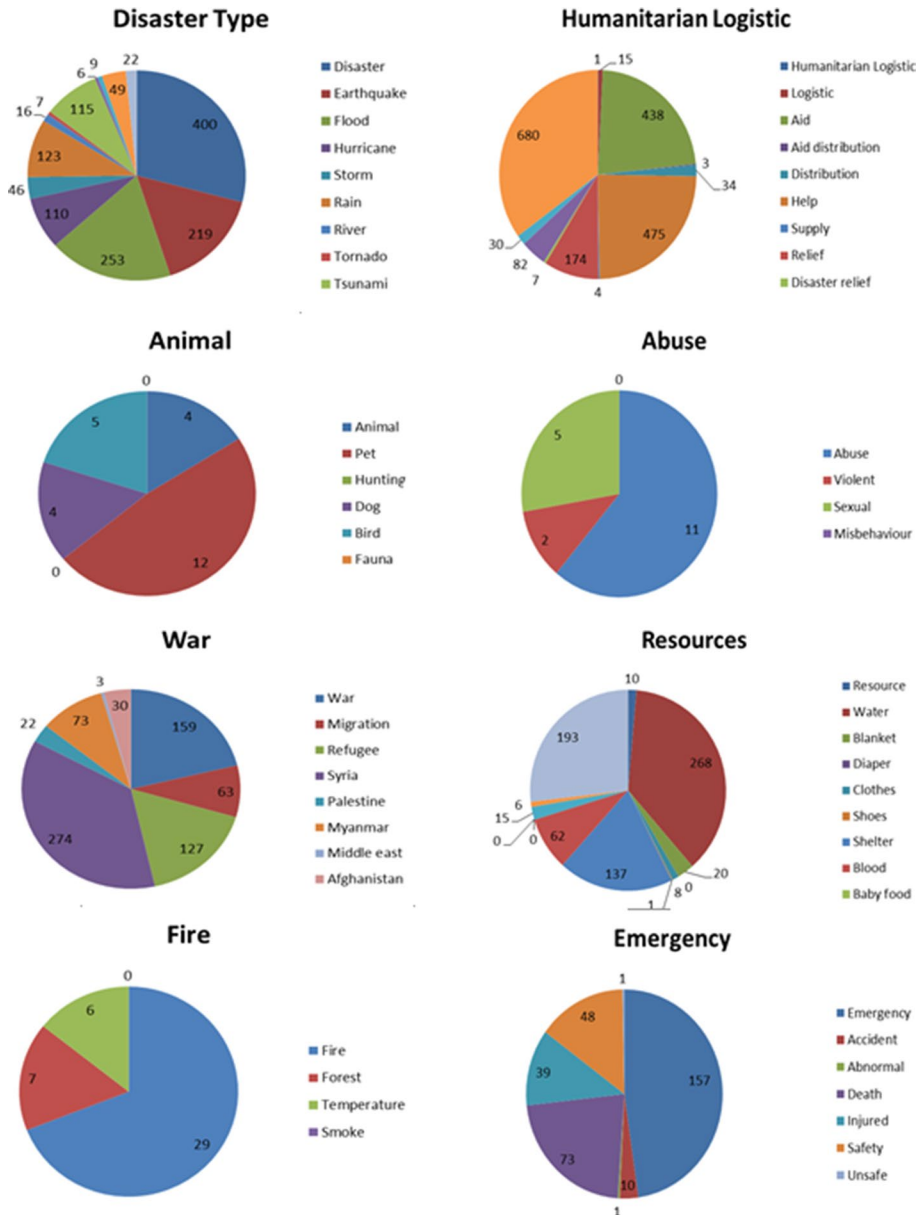 Disaster Type
9
22
6
49
7
16
115
400
123
46
110
219
253
Disaster
Earthquake
Flood
Hurricane
Storm
Rain
River
Tornado
Tsunami
Humanitarian Logistic
1
15
680
438
3
34
30
475
82
174
7
4
Humanitarian Logistic
Logistic
Aid
Aid distribution
Distribution
Help
Supply
Relief
Disaster relief
Animal
0
4
5
4
0
12
Animal
Pet
Hunting
Dog
Bird
Fauna
Abuse
0
5
2
11
Abuse
Violent
Sexual
Misbehaviour
War
3
30
73
159
22
63
274
127
War
Migration
Refugee
Syria
Palestine
Myanmar
Middle east
Afghanistan
Resources
10
193
268
6
15
0
0
62
137
20
0
8
1
Resource
Water
Blanket
Diaper
Clothes
Shoes
Shelter
Blood
Baby food
Fire
0
6
7
29
Fire
Forest
Temperature
Smoke
Emergency
1
48
39
157
73
10
1
Emergency
Accident
Abnormal
Death
Injured
Safety
Unsafe